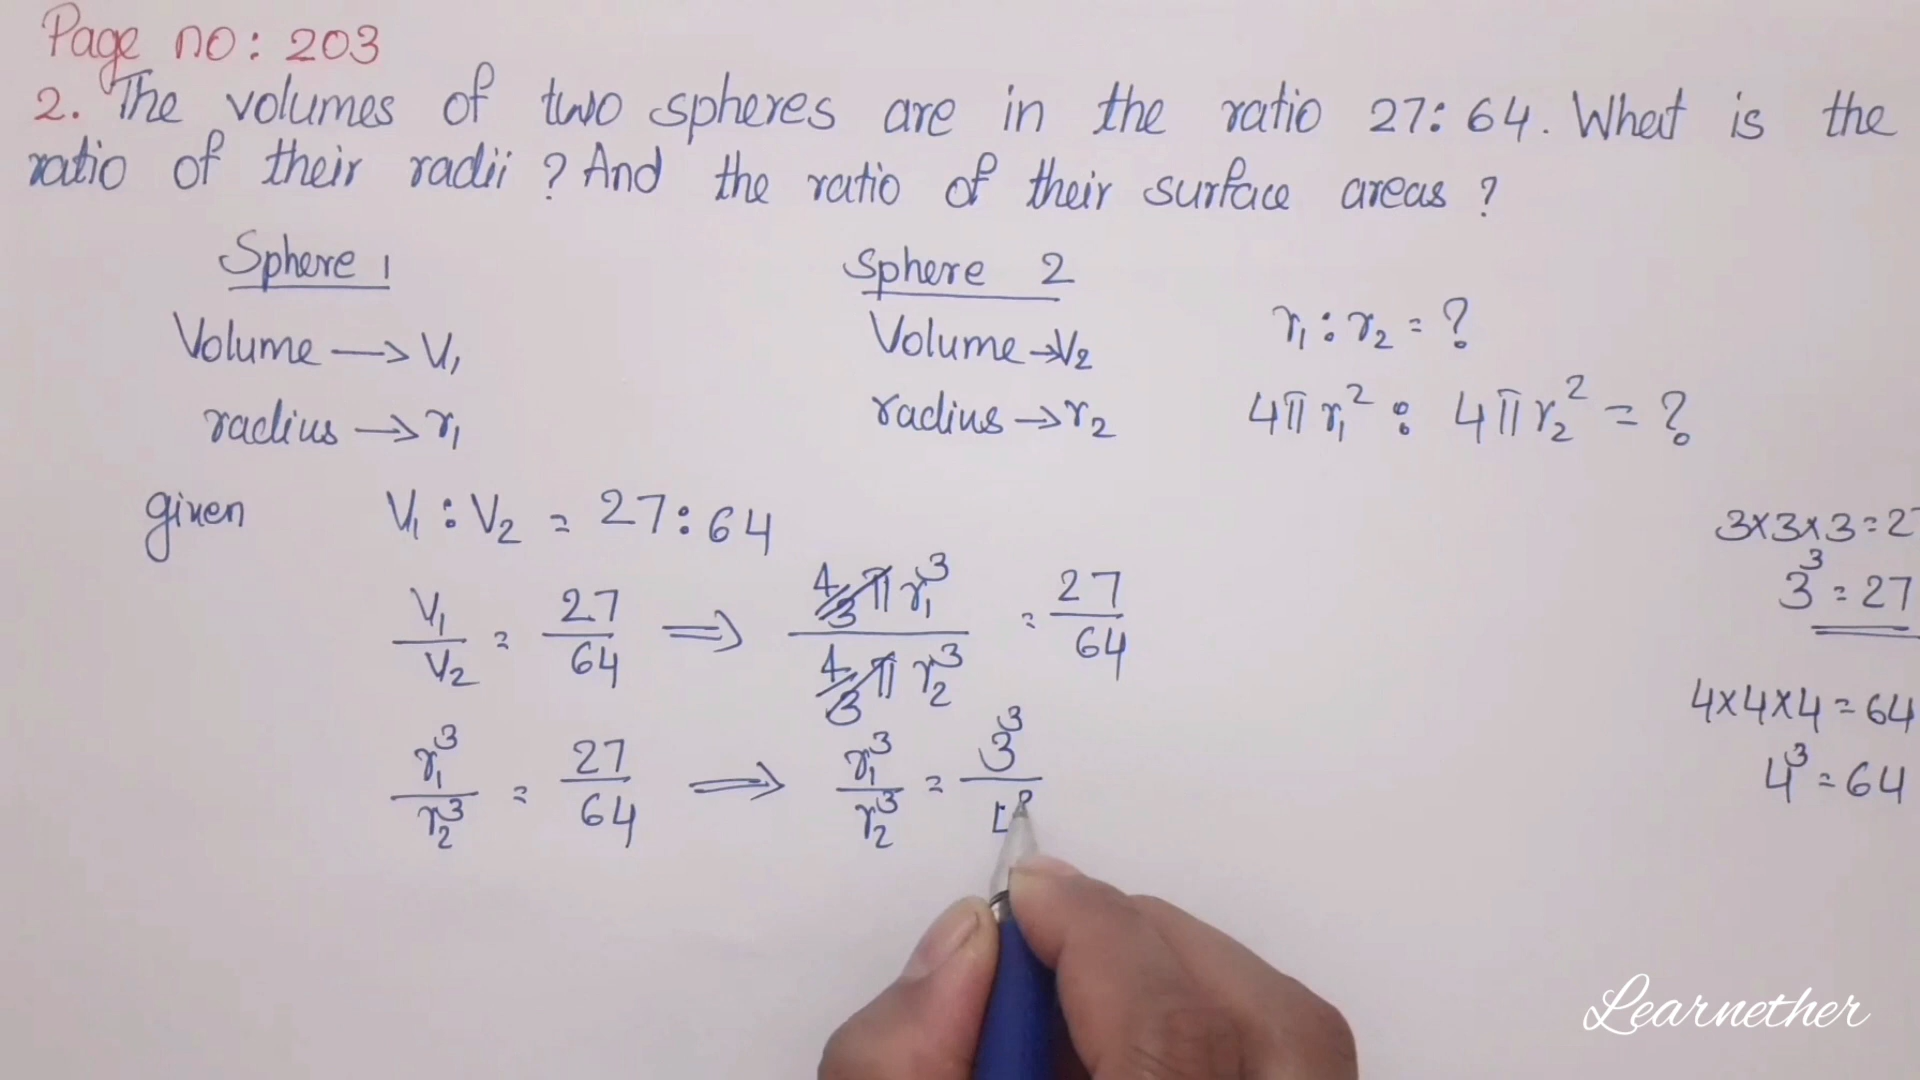 Page no: 203
2. The volumes of two spheres are in the ratio 27:64. What is the
ratio of their radii ? And the ratio of their surface areas ?
Sphere 1
Sphere 2
Volume → V₁
Volume → V₂
radius → r₁
radius → r₂
r₁ : r₂ = ?
4π r₁² : 4π r₂² = ?
given V₁ : V₂ = 27 : 64
V₁/V₂ = 27/64 ⟹ (4/3 π r₁³)/(4/3 π r₂³) = 27/64
r₁³/r₂³ = 27/64 ⟹ r₁³/r₂³ = 3³/
3×3×3 = 27
3³ = 27
4×4×4 = 64
4³ = 64
Learnether